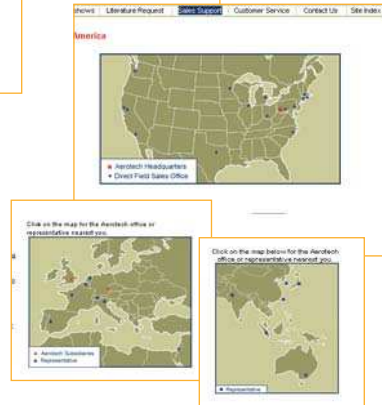 shows | Literature Request | Sales Support | Customer Service | Contact Us | Site Index
America
Aerotech Headquarters
Direct Field Sales Office
Click on the map for the Aerotech office or
representative nearest you.
Aerotech Subsidiaries
Representative
Click on the map below for the Aerotech
office or representative nearest you.
Representative